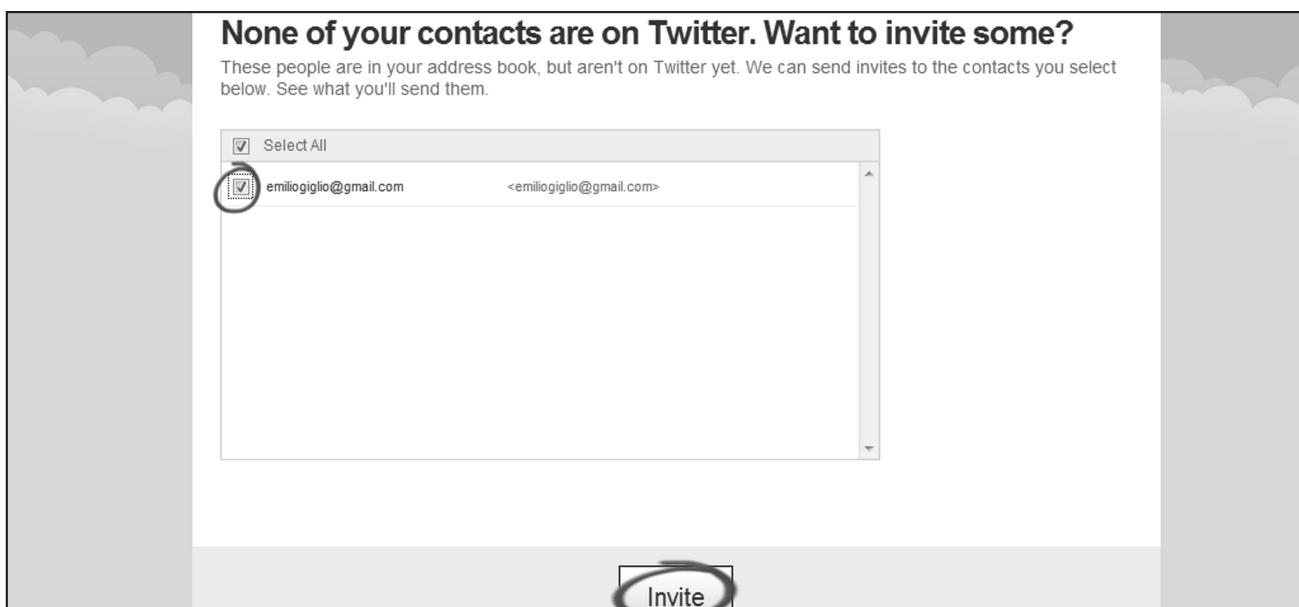 None of your contacts are on Twitter. Want to invite some?
These people are in your address book, but aren't on Twitter yet. We can send invites to the contacts you select
below. See what you'll send them.
Select All
emiliogiglio@gmail.com <emiliogiglio@gmail.com>
Invite